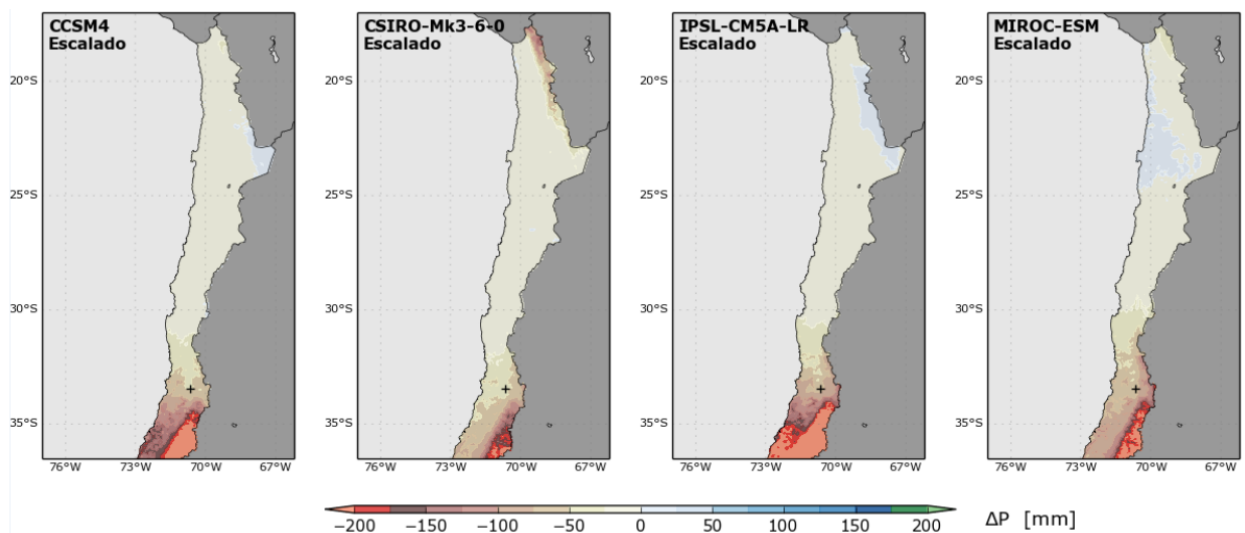 CCSM4
Escalado
CSIRO-Mk3-6-0
Escalado
IPSL-CM5A-LR
Escalado
MIROC-ESM
Escalado
20°S 20°S 20°S 20°S
25°S 25°S 25°S 25°S
30°S 30°S 30°S 30°S
35°S 35°S 35°S 35°S
76°W 73°W 70°W 67°W 76°W 73°W 70°W 67°W 76°W 73°W 70°W 67°W 76°W 73°W 70°W 67°W
−200 −150 −100 −50 0 50 100 150 200 ΔP [mm]